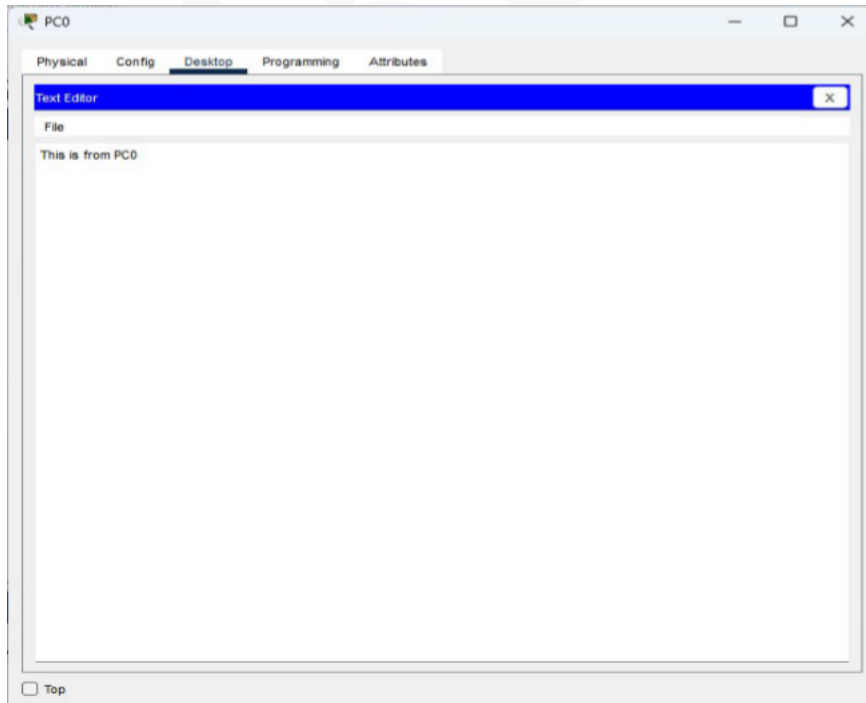 PC0
Physical Config Desktop Programming Attributes
Text Editor X
File
This is from PC0
Top